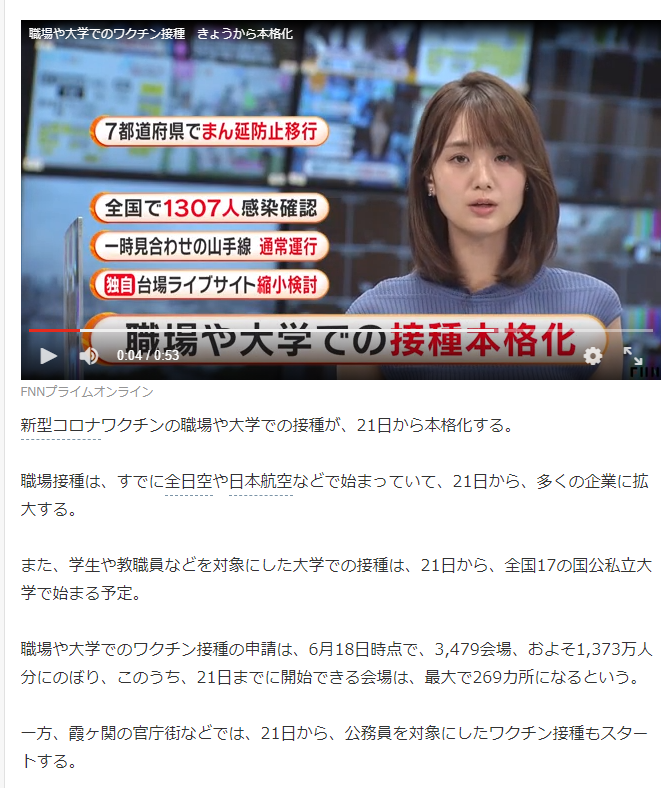 職場や大学でのワクチン接種　きょうから本格化
7都道府県でまん延防止移行
全国で1307人感染確認
一時見合わせの山手線 通常運行
独自 台場ライブサイト縮小検討
職場や大学での接種本格化
0:04 / 0:53
FNNプライムオンライン
新型コロナワクチンの職場や大学での接種が、21日から本格化する。
職場接種は、すでに全日空や日本航空などで始まっていて、21日から、多くの企業に拡
大する。
また、学生や教職員などを対象にした大学での接種は、21日から、全国17の国公私立大
学で始まる予定。
職場や大学でのワクチン接種の申請は、6月18日時点で、3,479会場、およそ1,373万人
分にのぼり、このうち、21日までに開始できる会場は、最大で269カ所になるという。
一方、霞ヶ関の官庁街などでは、21日から、公務員を対象にしたワクチン接種もスター
トする。